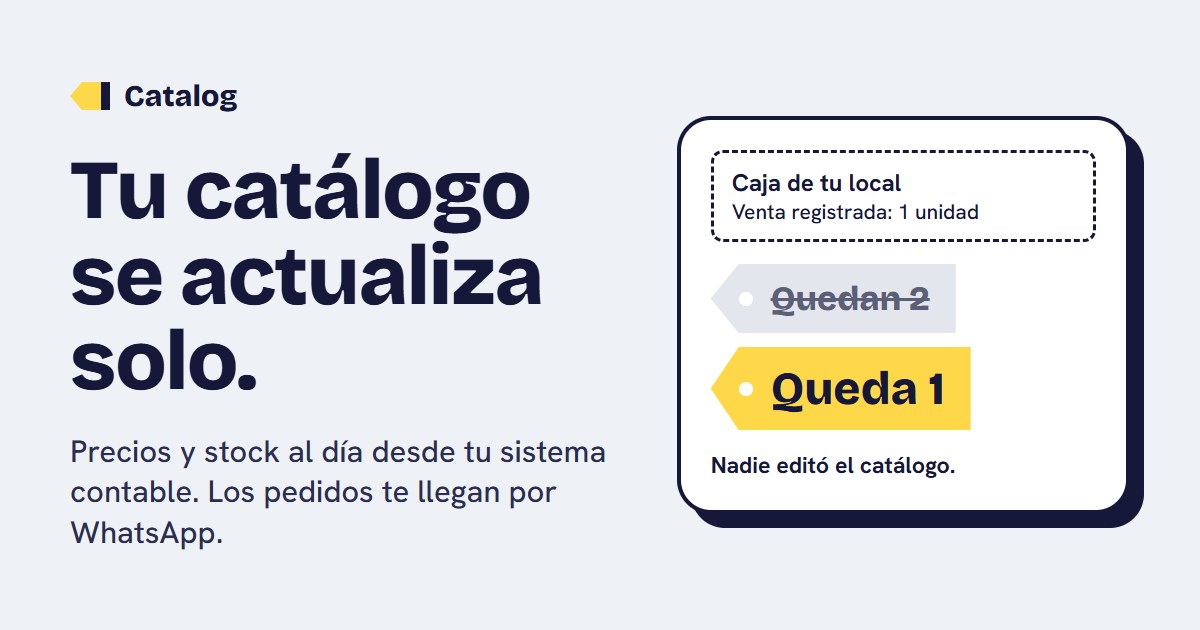 Catalog
Tu catálogo
se actualiza
solo.
Precios y stock al día desde tu sistema
contable. Los pedidos te llegan por
WhatsApp.
Caja de tu local
Venta registrada: 1 unidad
Quedan 2
Queda 1
Nadie editó el catálogo.